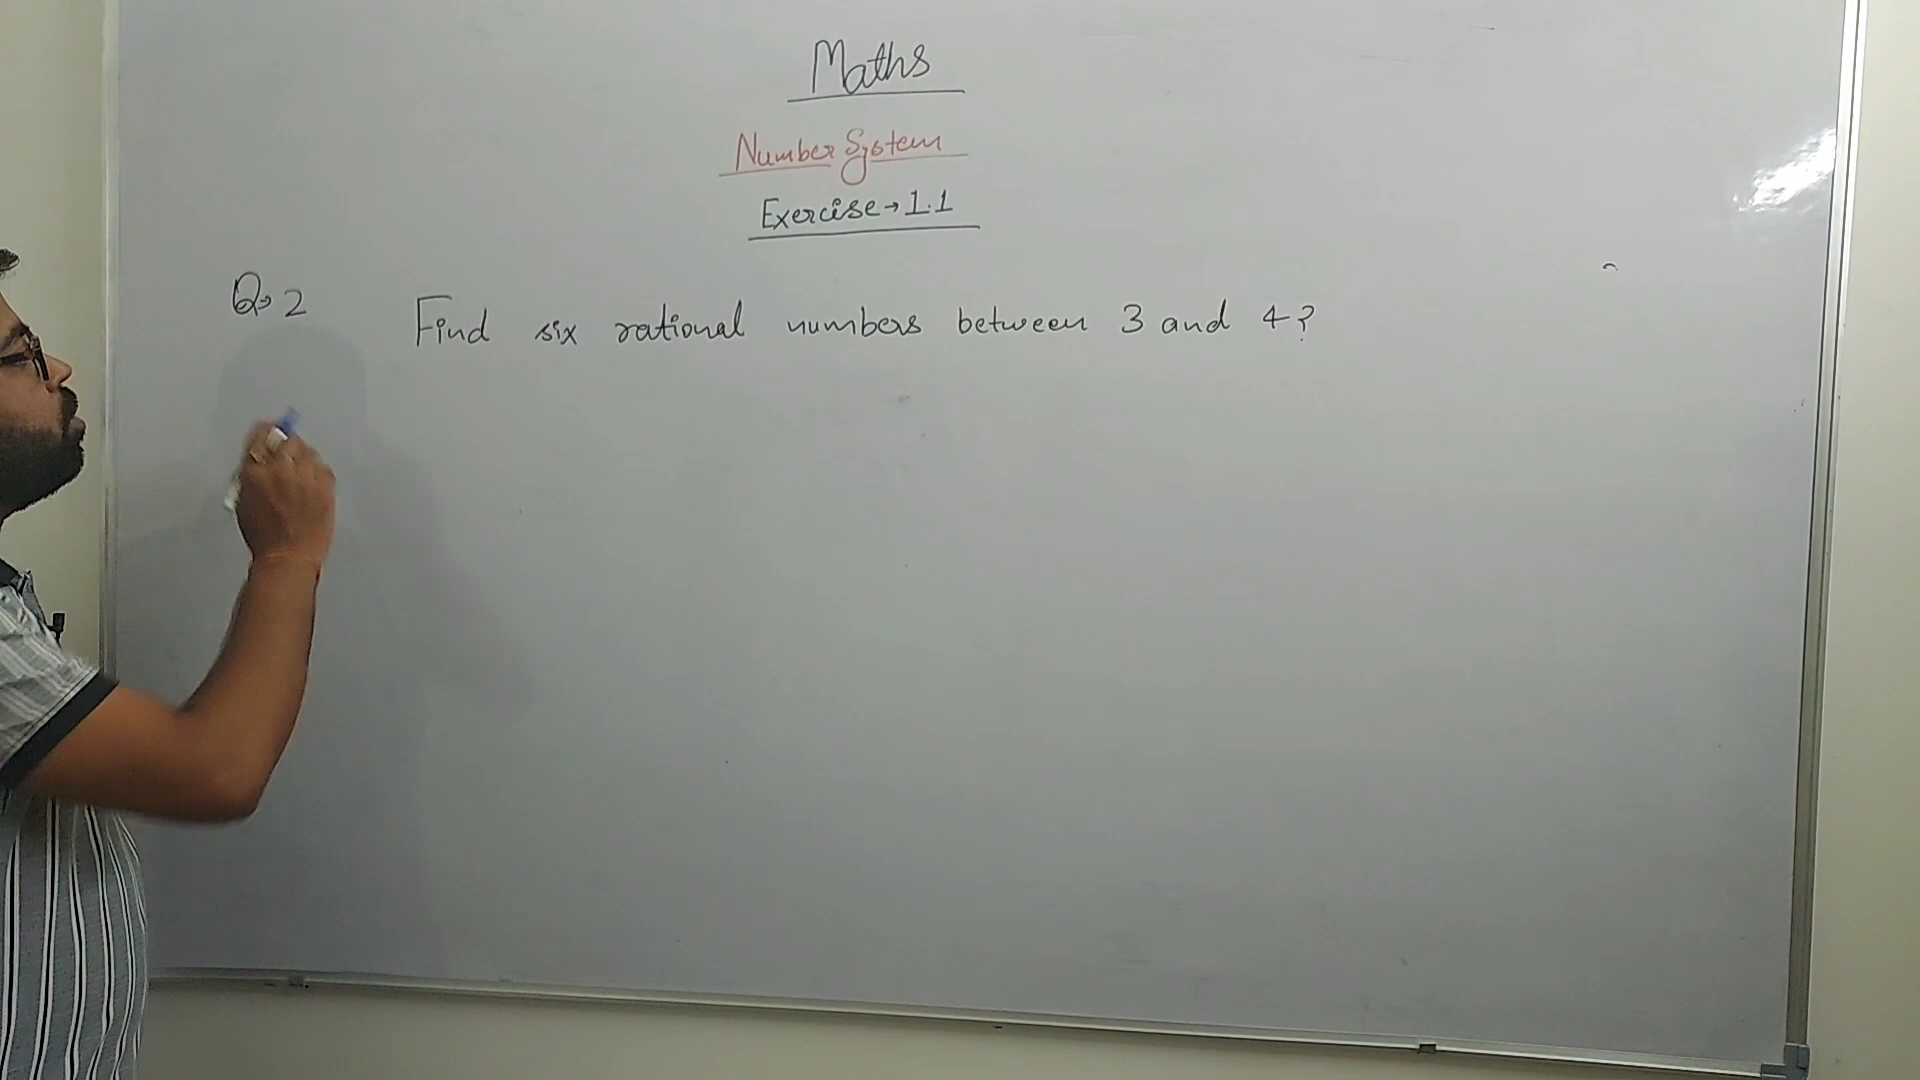 Maths
Number System
Exercise→1.1
Q. 2 Find six rational numbers between 3 and 4?